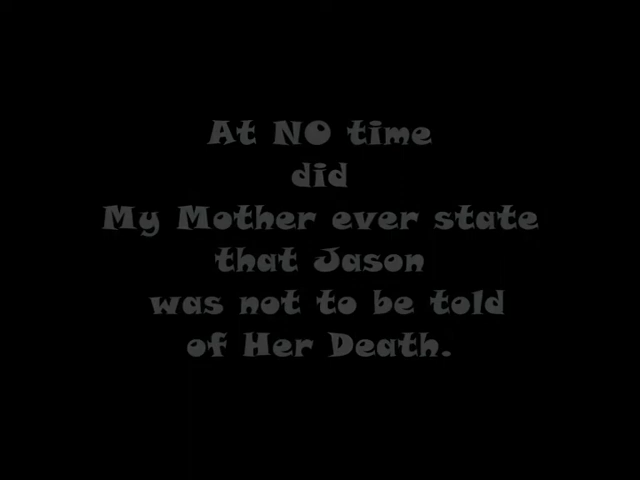 At NO time
did
My Mother ever state
that Jason
was not to be told
of Her Death.